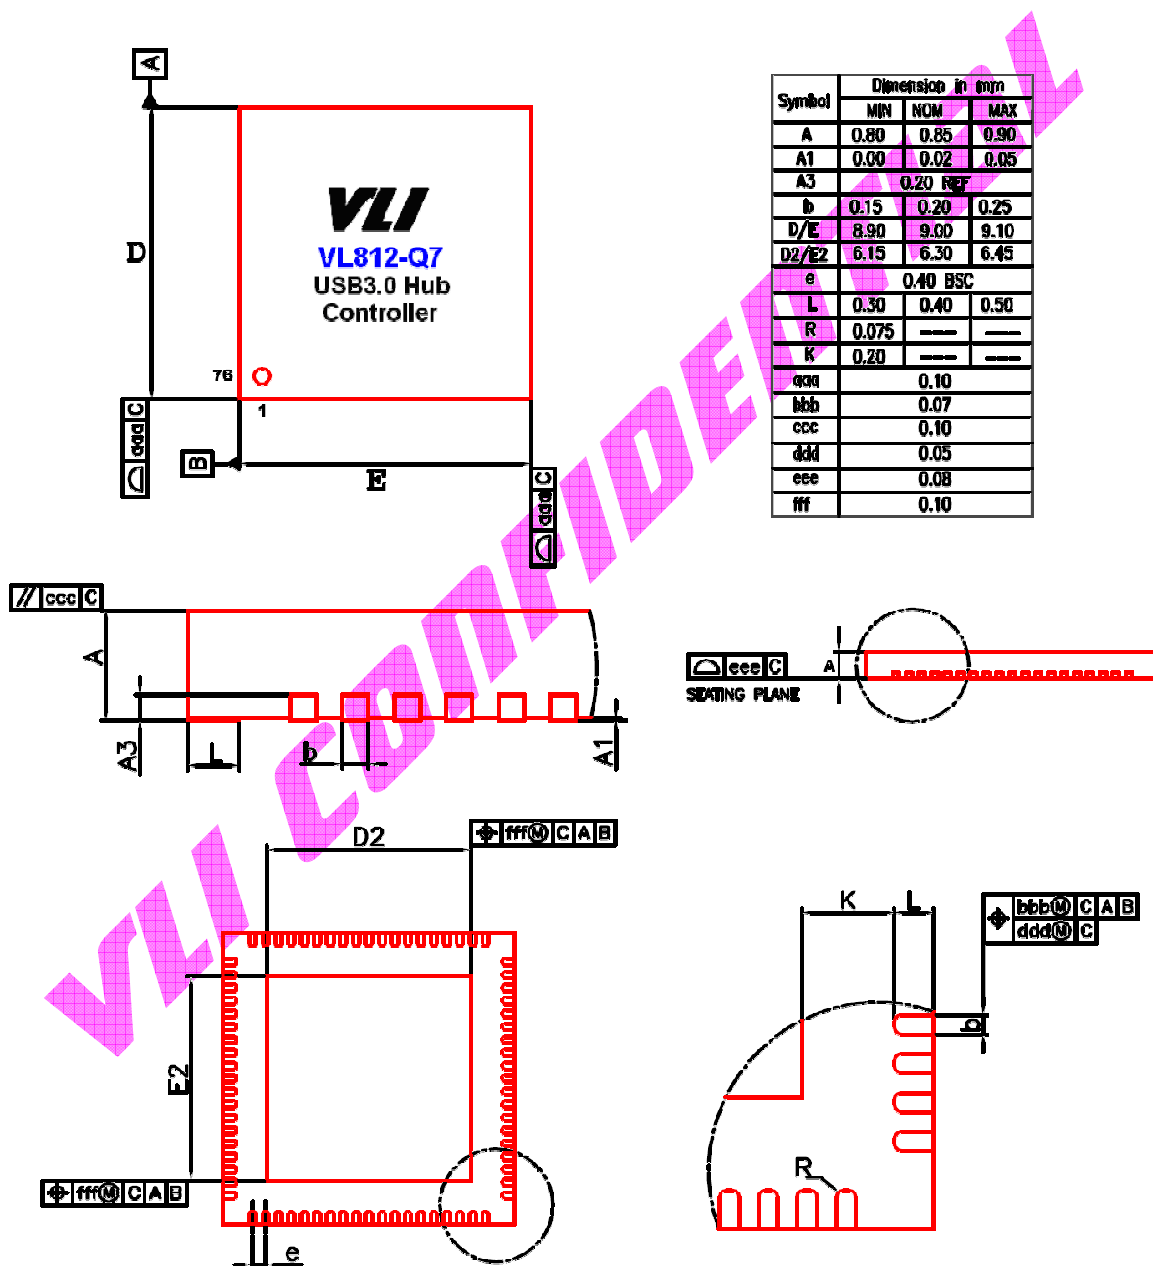 A
D
VLI
VL812-Q7
USB3.0 Hub
Controller
76
1
aaa C
B
E
aaa C
Symbol Dimension in mm
MIN NOM MAX
A 0.80 0.85 0.90
A1 0.00 0.02 0.05
A3 0.20 REF
b 0.15 0.20 0.25
D/E 8.90 9.00 9.10
D2/E2 6.15 6.30 6.45
e 0.40 BSC
L 0.30 0.40 0.50
R 0.075 --- ---
K 0.20 --- ---
aaa 0.10
bbb 0.07
ccc 0.10
ddd 0.05
eee 0.08
fff 0.10
// ccc C
A
A3
L
b
A1
eee C
SEATING PLANE
A
VLI Confidential
D2
fff M C A B
E2
fff M C A B
e
K
L
bbb M C A B
ddd M C
b
R